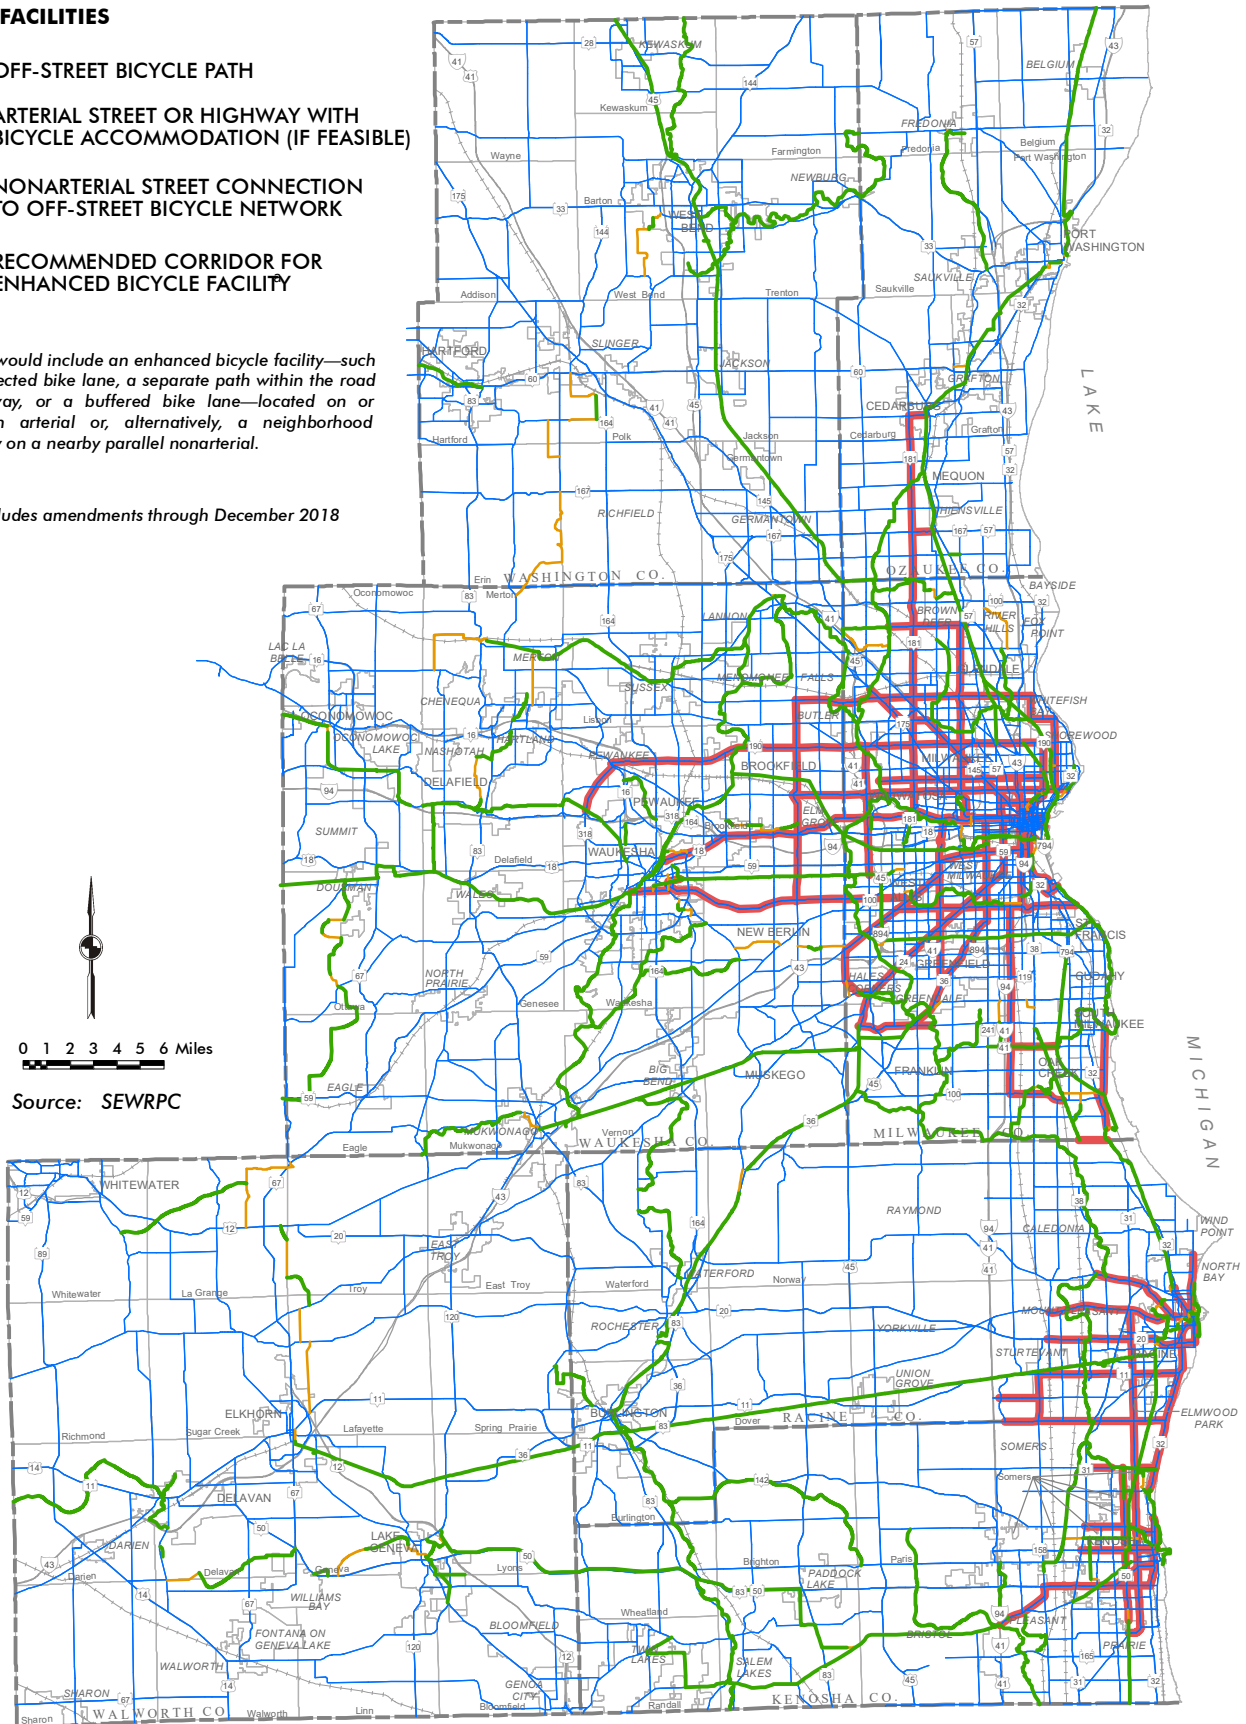 FACILITIES
OFF-STREET BICYCLE PATH
ARTERIAL STREET OR HIGHWAY WITH
BICYCLE ACCOMMODATION (IF FEASIBLE)
NONARTERIAL STREET CONNECTION
TO OFF-STREET BICYCLE NETWORK
RECOMMENDED CORRIDOR FOR
ENHANCED BICYCLE FACILITY
would include an enhanced bicycle facility—such
ected bike lane, a separate path within the road
way, or a buffered bike lane—located on or
n arterial or, alternatively, a neighborhood
y on a nearby parallel nonarterial.
ludes amendments through December 2018
0 1 2 3 4 5 6 Miles
Source: SEWRPC
LAKE
MICHIGAN
KEWASKUM
Kewaskum
Wayne
Barton
WEST
BEND
Farmington
NEWBURG
FREDONIA
Fredonia
BELGIUM
Belgium
Port Washington
PORT
WASHINGTON
SAUKVILLE
Saukville
Addison
West Bend
Trenton
HARTFORD
Hartford
SLINGER
JACKSON
Jackson
Polk
Germantown
GERMANTOWN
RICHFIELD
CEDARBURG
Cedarburg
GRAFTON
Grafton
MEQUON
THIENSVILLE
Erin
WASHINGTON CO.
OZAUKEE CO.
BAYSIDE
Oconomowoc
Merton
LANNON
BROWN
DEER
RIVER
HILLS
FOX
POINT
LAC LA
BELLE
MERTON
SUSSEX
MENOMONEE FALLS
CHENEQUA
Lisbon
BUTLER
OCONOMOWOC
OCONOMOWOC
LAKE
NASHOTAH
HARTLAND
PEWAUKEE
BROOKFIELD
SHOREWOOD
DELAFIELD
PEWAUKEE
SUMMIT
Delafield
WAUKESHA
DOUSMAN
WALES
NEW BERLIN
ST.
FRANCIS
GREENFIELD
CUDAHY
NORTH
PRAIRIE
Ottawa
Genesee
Waukesha
HALES
CORNERS
GREENDALE
SOUTH
MILWAUKEE
EAGLE
BIG
BEND
MUSKEGO
FRANKLIN
OAK
CREEK
MUKWONAGO
Mukwonago
Eagle
Vernon
WAUKESHA CO.
MILWAUKEE CO.
WHITEWATER
RAYMOND
CALEDONIA
WIND
POINT
NORTH
BAY
EAST
TROY
East Troy
Troy
Whitewater
La Grange
Waterford
WATERFORD
Norway
ROCHESTER
YORKVILLE
MOUNT PLEASANT
STURTEVANT
RACINE
UNION
GROVE
ELMWOOD
PARK
ELKHORN
Richmond
Sugar Creek
Lafayette
Spring Prairie
BURLINGTON
Dover
RACINE CO.
SOMERS
Somers
DELAVAN
Burlington
DARIEN
Darien
Delavan
Geneva
LAKE
GENEVA
Lyons
Brighton
Paris
PADDOCK
LAKE
KENOSHA
WILLIAMS
BAY
FONTANA ON
GENEVA LAKE
BLOOMFIELD
Wheatland
TWIN
LAKES
SALEM
LAKES
BRISTOL
PLEASANT
PRAIRIE
WALWORTH
SHARON
Sharon
WALWORTH CO.
Walworth
Linn
GENOA
CITY
Bloomfield
Randall
KENOSHA CO.